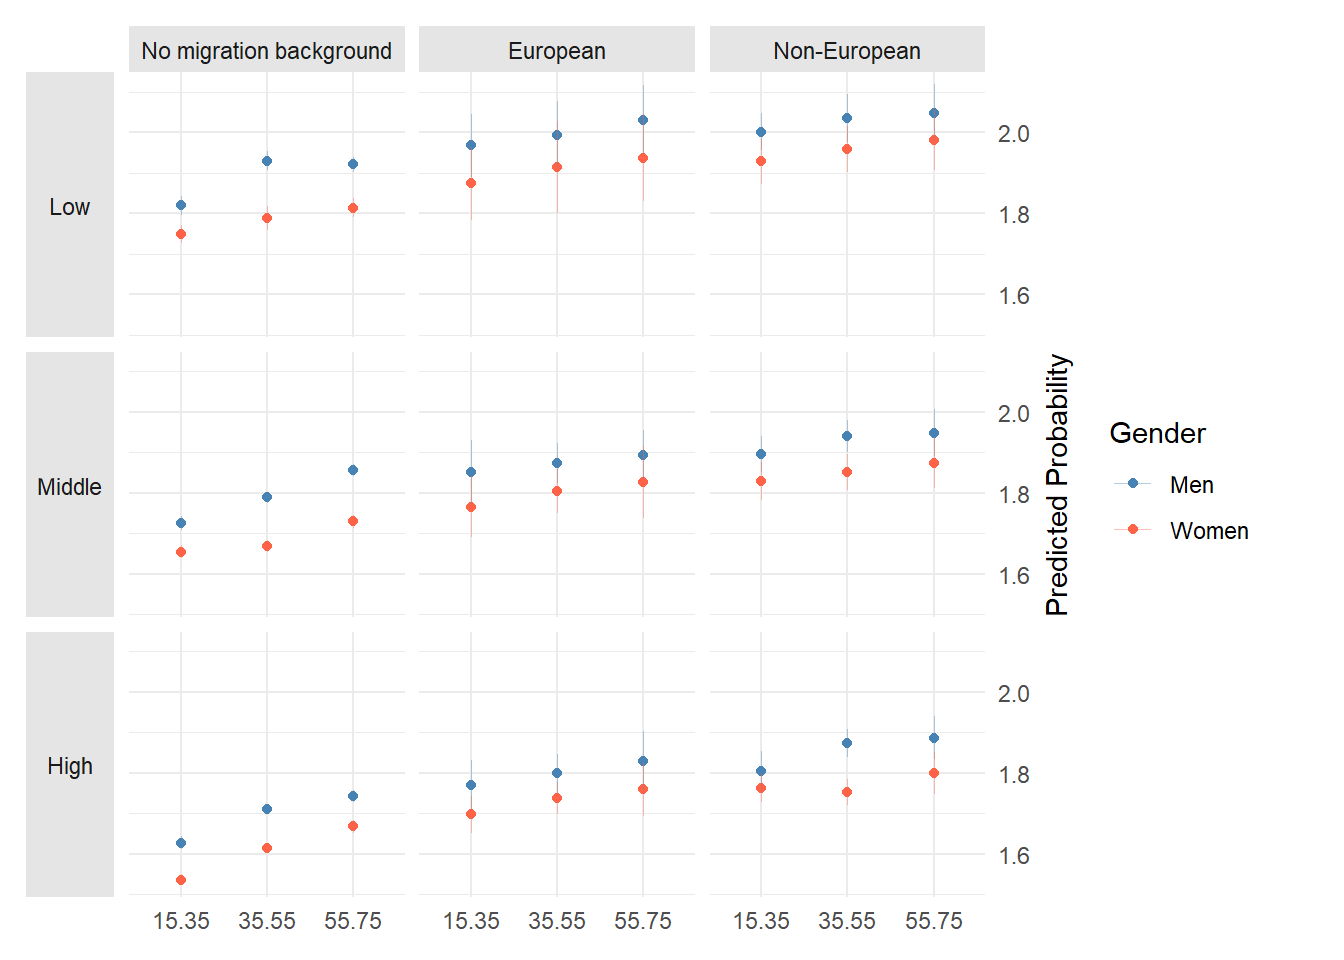 No migration background
European
Non-European
Low
2.0
1.8
1.6
Middle
2.0
1.8
1.6
High
2.0
1.8
1.6
15.35 35.55 55.75
15.35 35.55 55.75
15.35 35.55 55.75
Predicted Probability
Gender
Men
Women